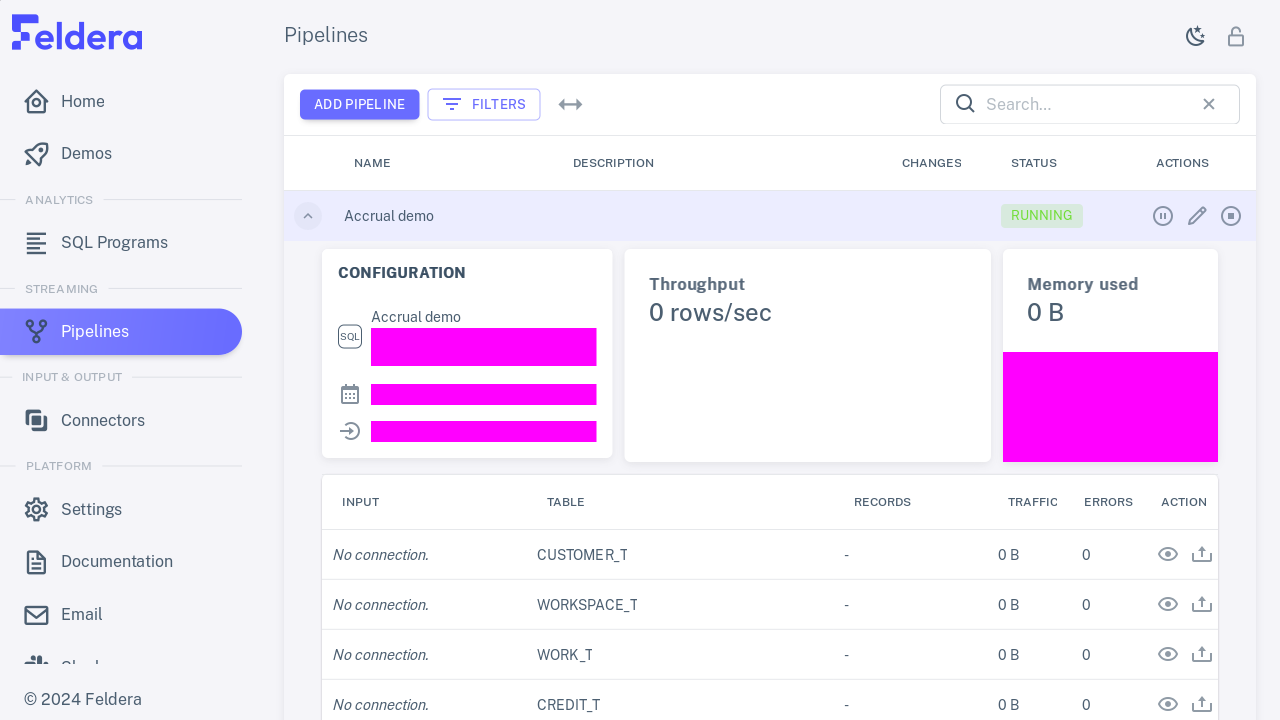 Feldera
Pipelines
Home
Demos
ANALYTICS
SQL Programs
STREAMING
Pipelines
INPUT & OUTPUT
Connectors
PLATFORM
Settings
Documentation
Email
© 2024 Feldera
ADD PIPELINE
FILTERS
Search...
NAME DESCRIPTION CHANGES STATUS ACTIONS
Accrual demo RUNNING
CONFIGURATION
SQL
Accrual demo
Throughput
0 rows/sec
Memory used
0 B
INPUT TABLE RECORDS TRAFFIC ERRORS ACTION
No connection. CUSTOMER_T - 0 B 0
No connection. WORKSPACE_T - 0 B 0
No connection. WORK_T - 0 B 0
No connection. CREDIT_T - 0 B 0